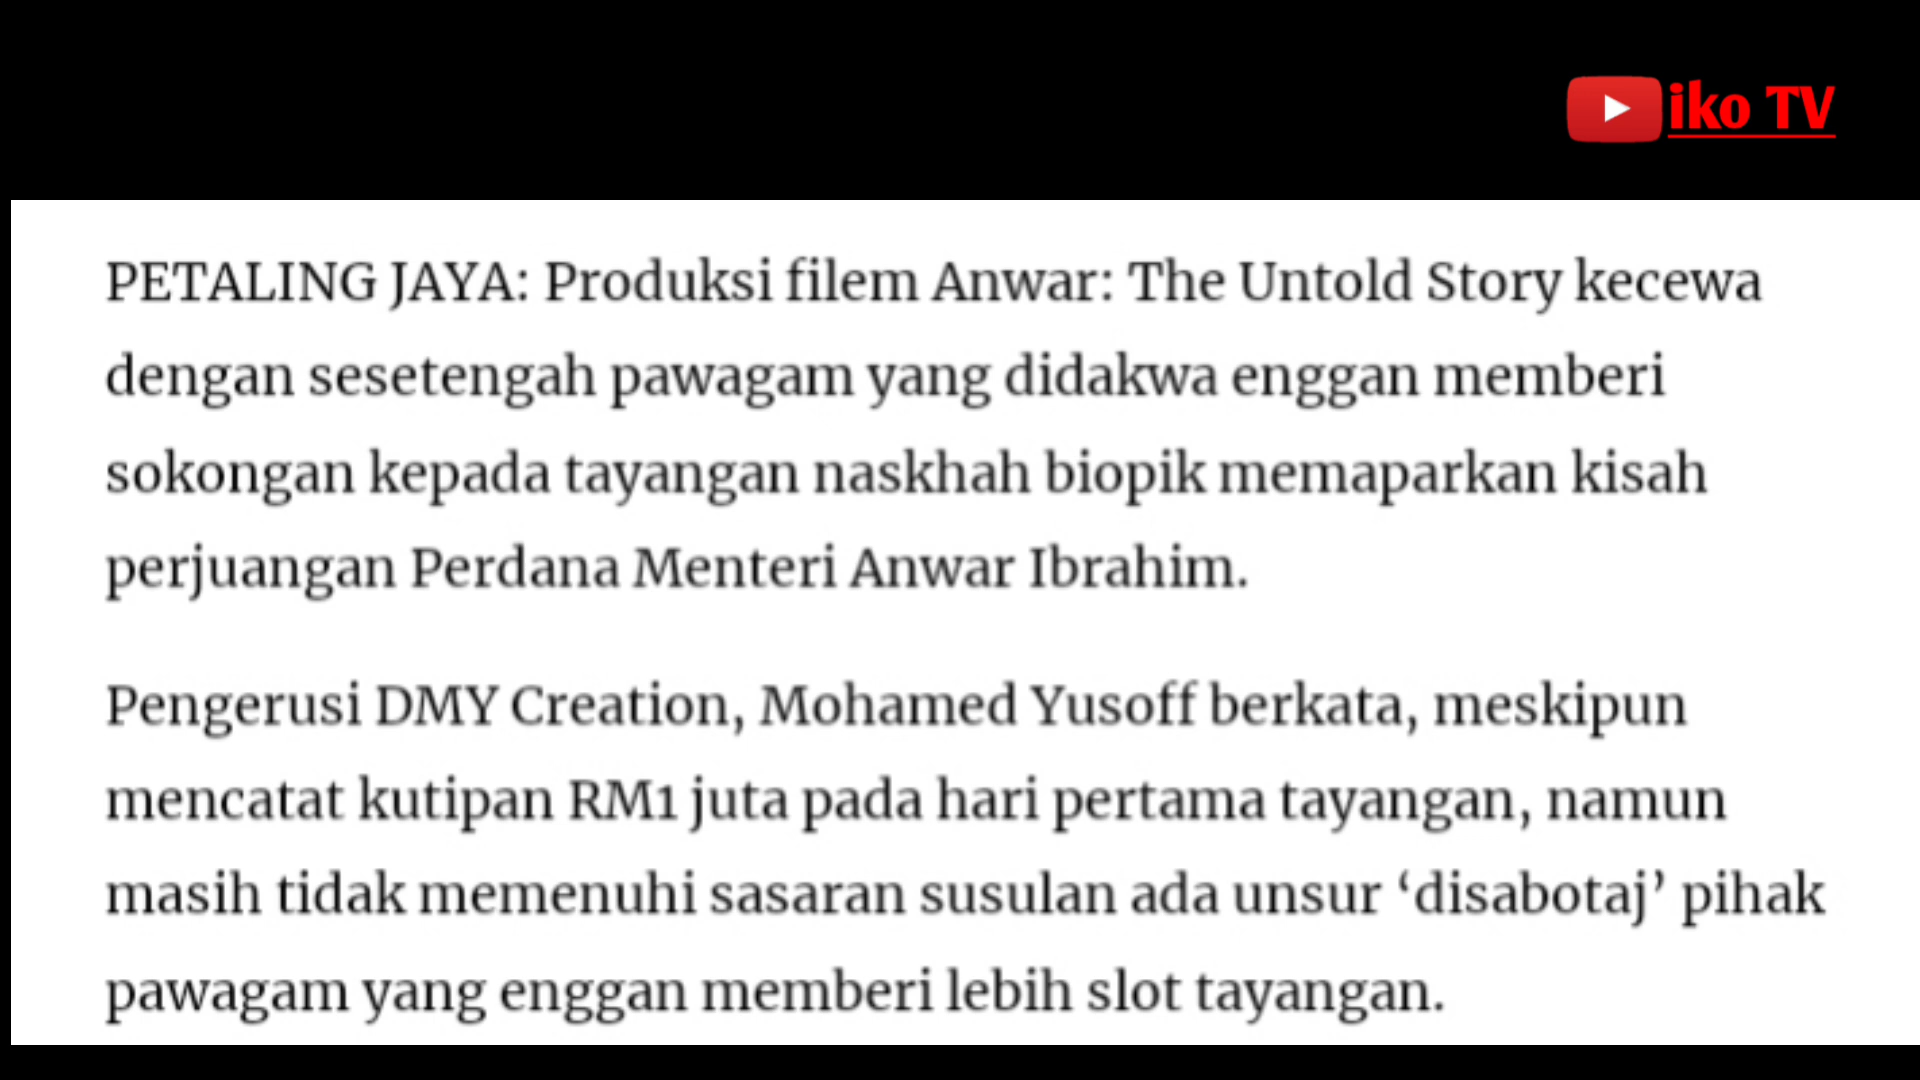 iko TV
PETALING JAYA: Produksi filem Anwar: The Untold Story kecewa
dengan sesetengah pawagam yang didakwa enggan memberi
sokongan kepada tayangan naskhah biopik memaparkan kisah
perjuangan Perdana Menteri Anwar Ibrahim.
Pengerusi DMY Creation, Mohamed Yusoff berkata, meskipun
mencatat kutipan RM1 juta pada hari pertama tayangan, namun
masih tidak memenuhi sasaran susulan ada unsur ‘disabotaj’ pihak
pawagam yang enggan memberi lebih slot tayangan.